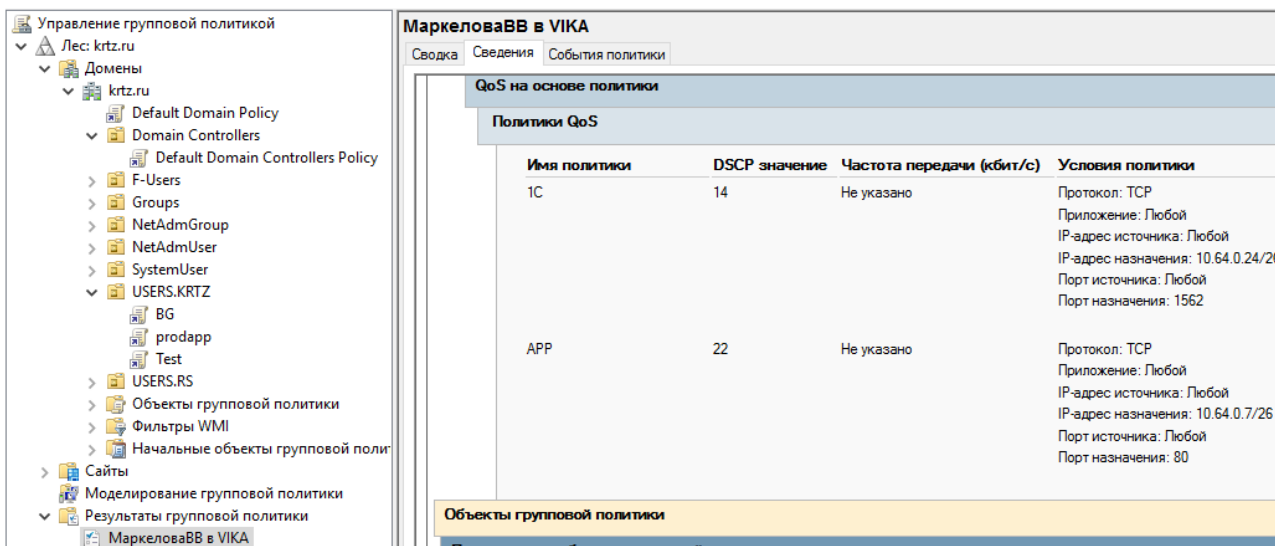 Управление групповой политикой
Лес: krtz.ru
Домены
krtz.ru
Default Domain Policy
Domain Controllers
Default Domain Controllers Policy
F-Users
Groups
NetAdmGroup
NetAdmUser
SystemUser
USERS.KRTZ
BG
prodapp
Test
USERS.RS
Объекты групповой политики
Фильтры WMI
Начальные объекты групповой полит
Сайты
Моделирование групповой политики
Результаты групповой политики
МаркеловаВВ в VIKA
МаркеловаВВ в VIKA
Сводка Сведения События политики
QoS на основе политики
Политики QoS
Имя политики DSCP значение Частота передачи (кбит/с) Условия политики
1C 14 Не указано Протокол: TCP
Приложение: Любой
IP-адрес источника: Любой
IP-адрес назначения: 10.64.0.24/26
Порт источника: Любой
Порт назначения: 1562
APP 22 Не указано Протокол: TCP
Приложение: Любой
IP-адрес источника: Любой
IP-адрес назначения: 10.64.0.7/26
Порт источника: Любой
Порт назначения: 80
Объекты групповой политики